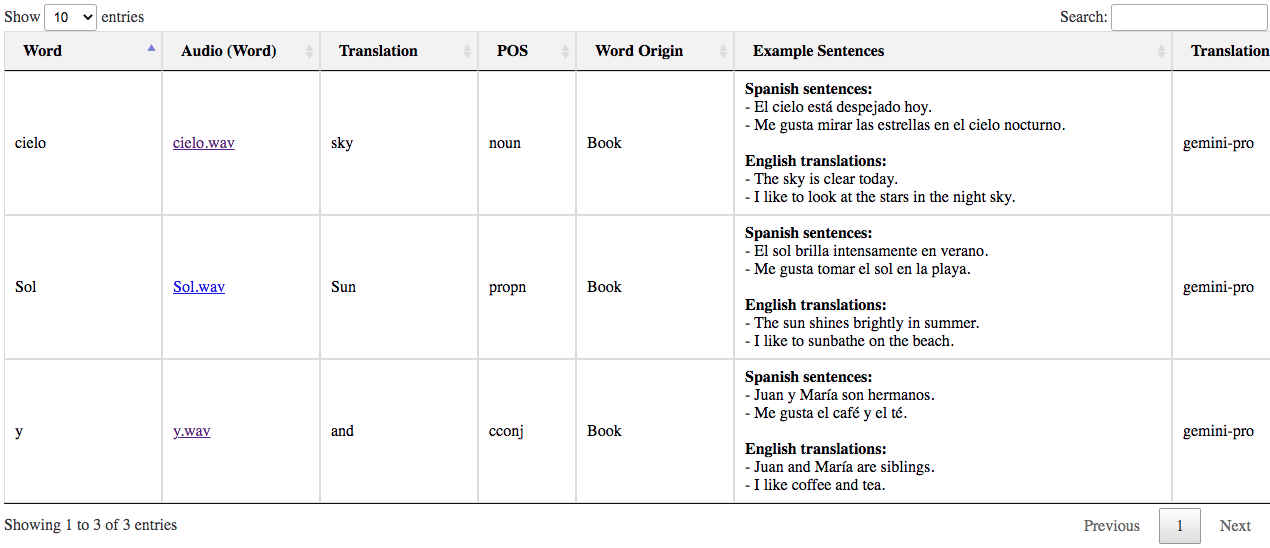 Show 10 entries Search:
Word Audio (Word) Translation POS Word Origin Example Sentences Translation
cielo cielo.wav sky noun Book gemini-pro
Spanish sentences:
- El cielo está despejado hoy.
- Me gusta mirar las estrellas en el cielo nocturno.
English translations:
- The sky is clear today.
- I like to look at the stars in the night sky.
Sol Sol.wav Sun propn Book gemini-pro
Spanish sentences:
- El sol brilla intensamente en verano.
- Me gusta tomar el sol en la playa.
English translations:
- The sun shines brightly in summer.
- I like to sunbathe on the beach.
y y.wav and cconj Book gemini-pro
Spanish sentences:
- Juan y María son hermanos.
- Me gusta el café y el té.
English translations:
- Juan and María are siblings.
- I like coffee and tea.
Showing 1 to 3 of 3 entries Previous 1 Next